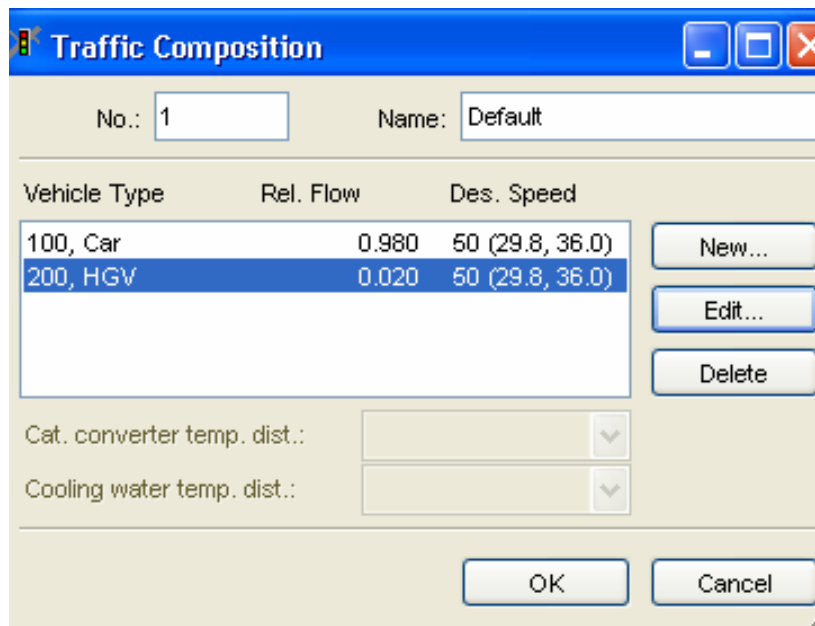 Traffic Composition
No.: 1 Name: Default
Vehicle Type Rel. Flow Des. Speed
100, Car 0.980 50 (29.8, 36.0)
200, HGV 0.020 50 (29.8, 36.0)
New...
Edit...
Delete
Cat. converter temp. dist.:
Cooling water temp. dist.:
OK Cancel